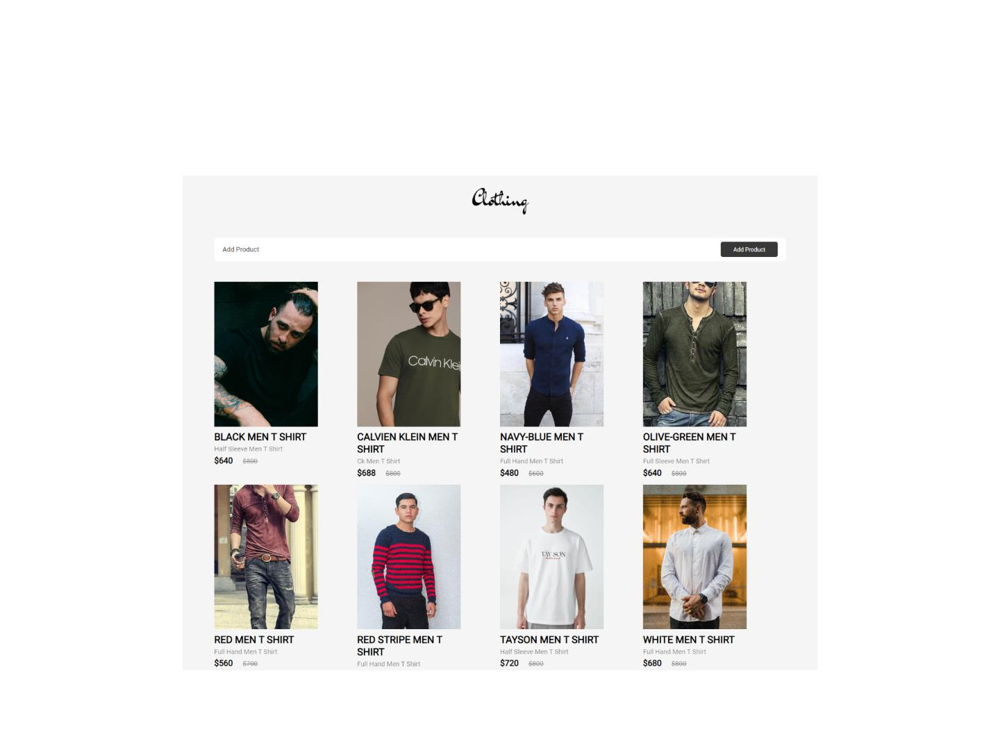 Clothing
Add Product
Add Product
Calvin Klei
BLACK MEN T SHIRT
Half Sleeve Men T Shirt
$640 $800
CALVIEN KLEIN MEN T
SHIRT
Ck Men T Shirt
$688 $800
NAVY-BLUE MEN T
SHIRT
Full Hand Men T Shirt
$480 $600
OLIVE-GREEN MEN T
SHIRT
Full Sleeve Men T Shirt
$640 $800
TÂY SƠN
RED MEN T SHIRT
Full Hand Men T Shirt
$560 $700
RED STRIPE MEN T
SHIRT
Full Hand Men T Shirt
TAYSON MEN T SHIRT
Half Sleeve Men T Shirt
$720 $800
WHITE MEN T SHIRT
Full Hand Men T Shirt
$680 $800